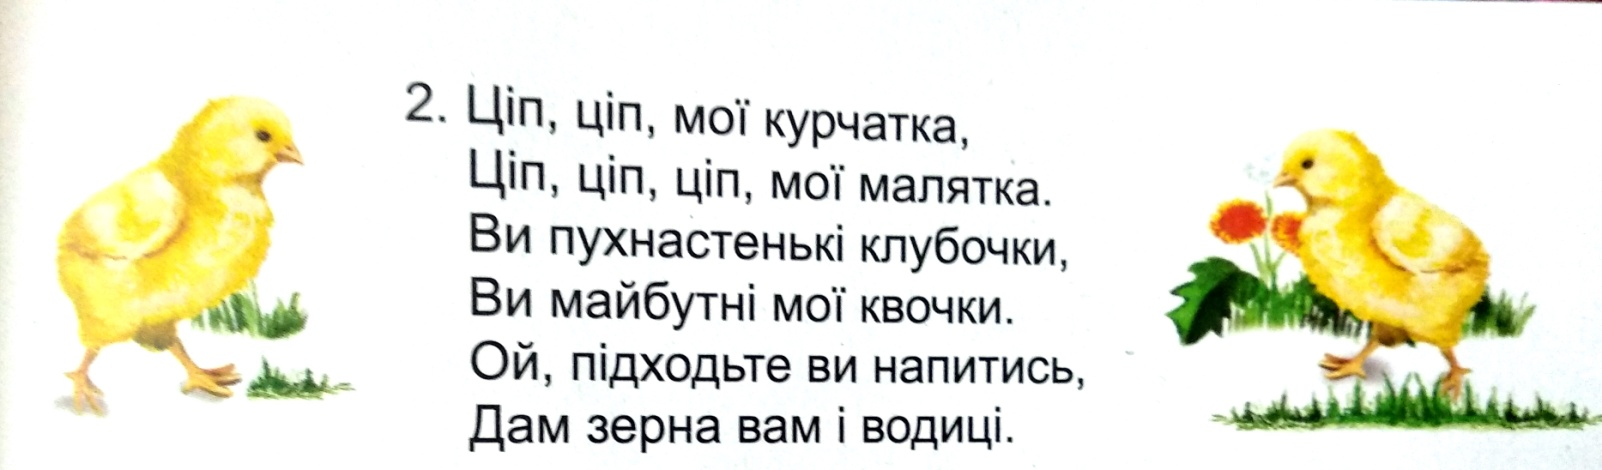 2. Ціп, ціп, мої курчатка,
Ціп, ціп, ціп, мої малятка.
Ви пухнастенькі клубочки,
Ви майбутні мої квочки.
Ой, підходьте ви напитись,
Дам зерна вам і водиці.